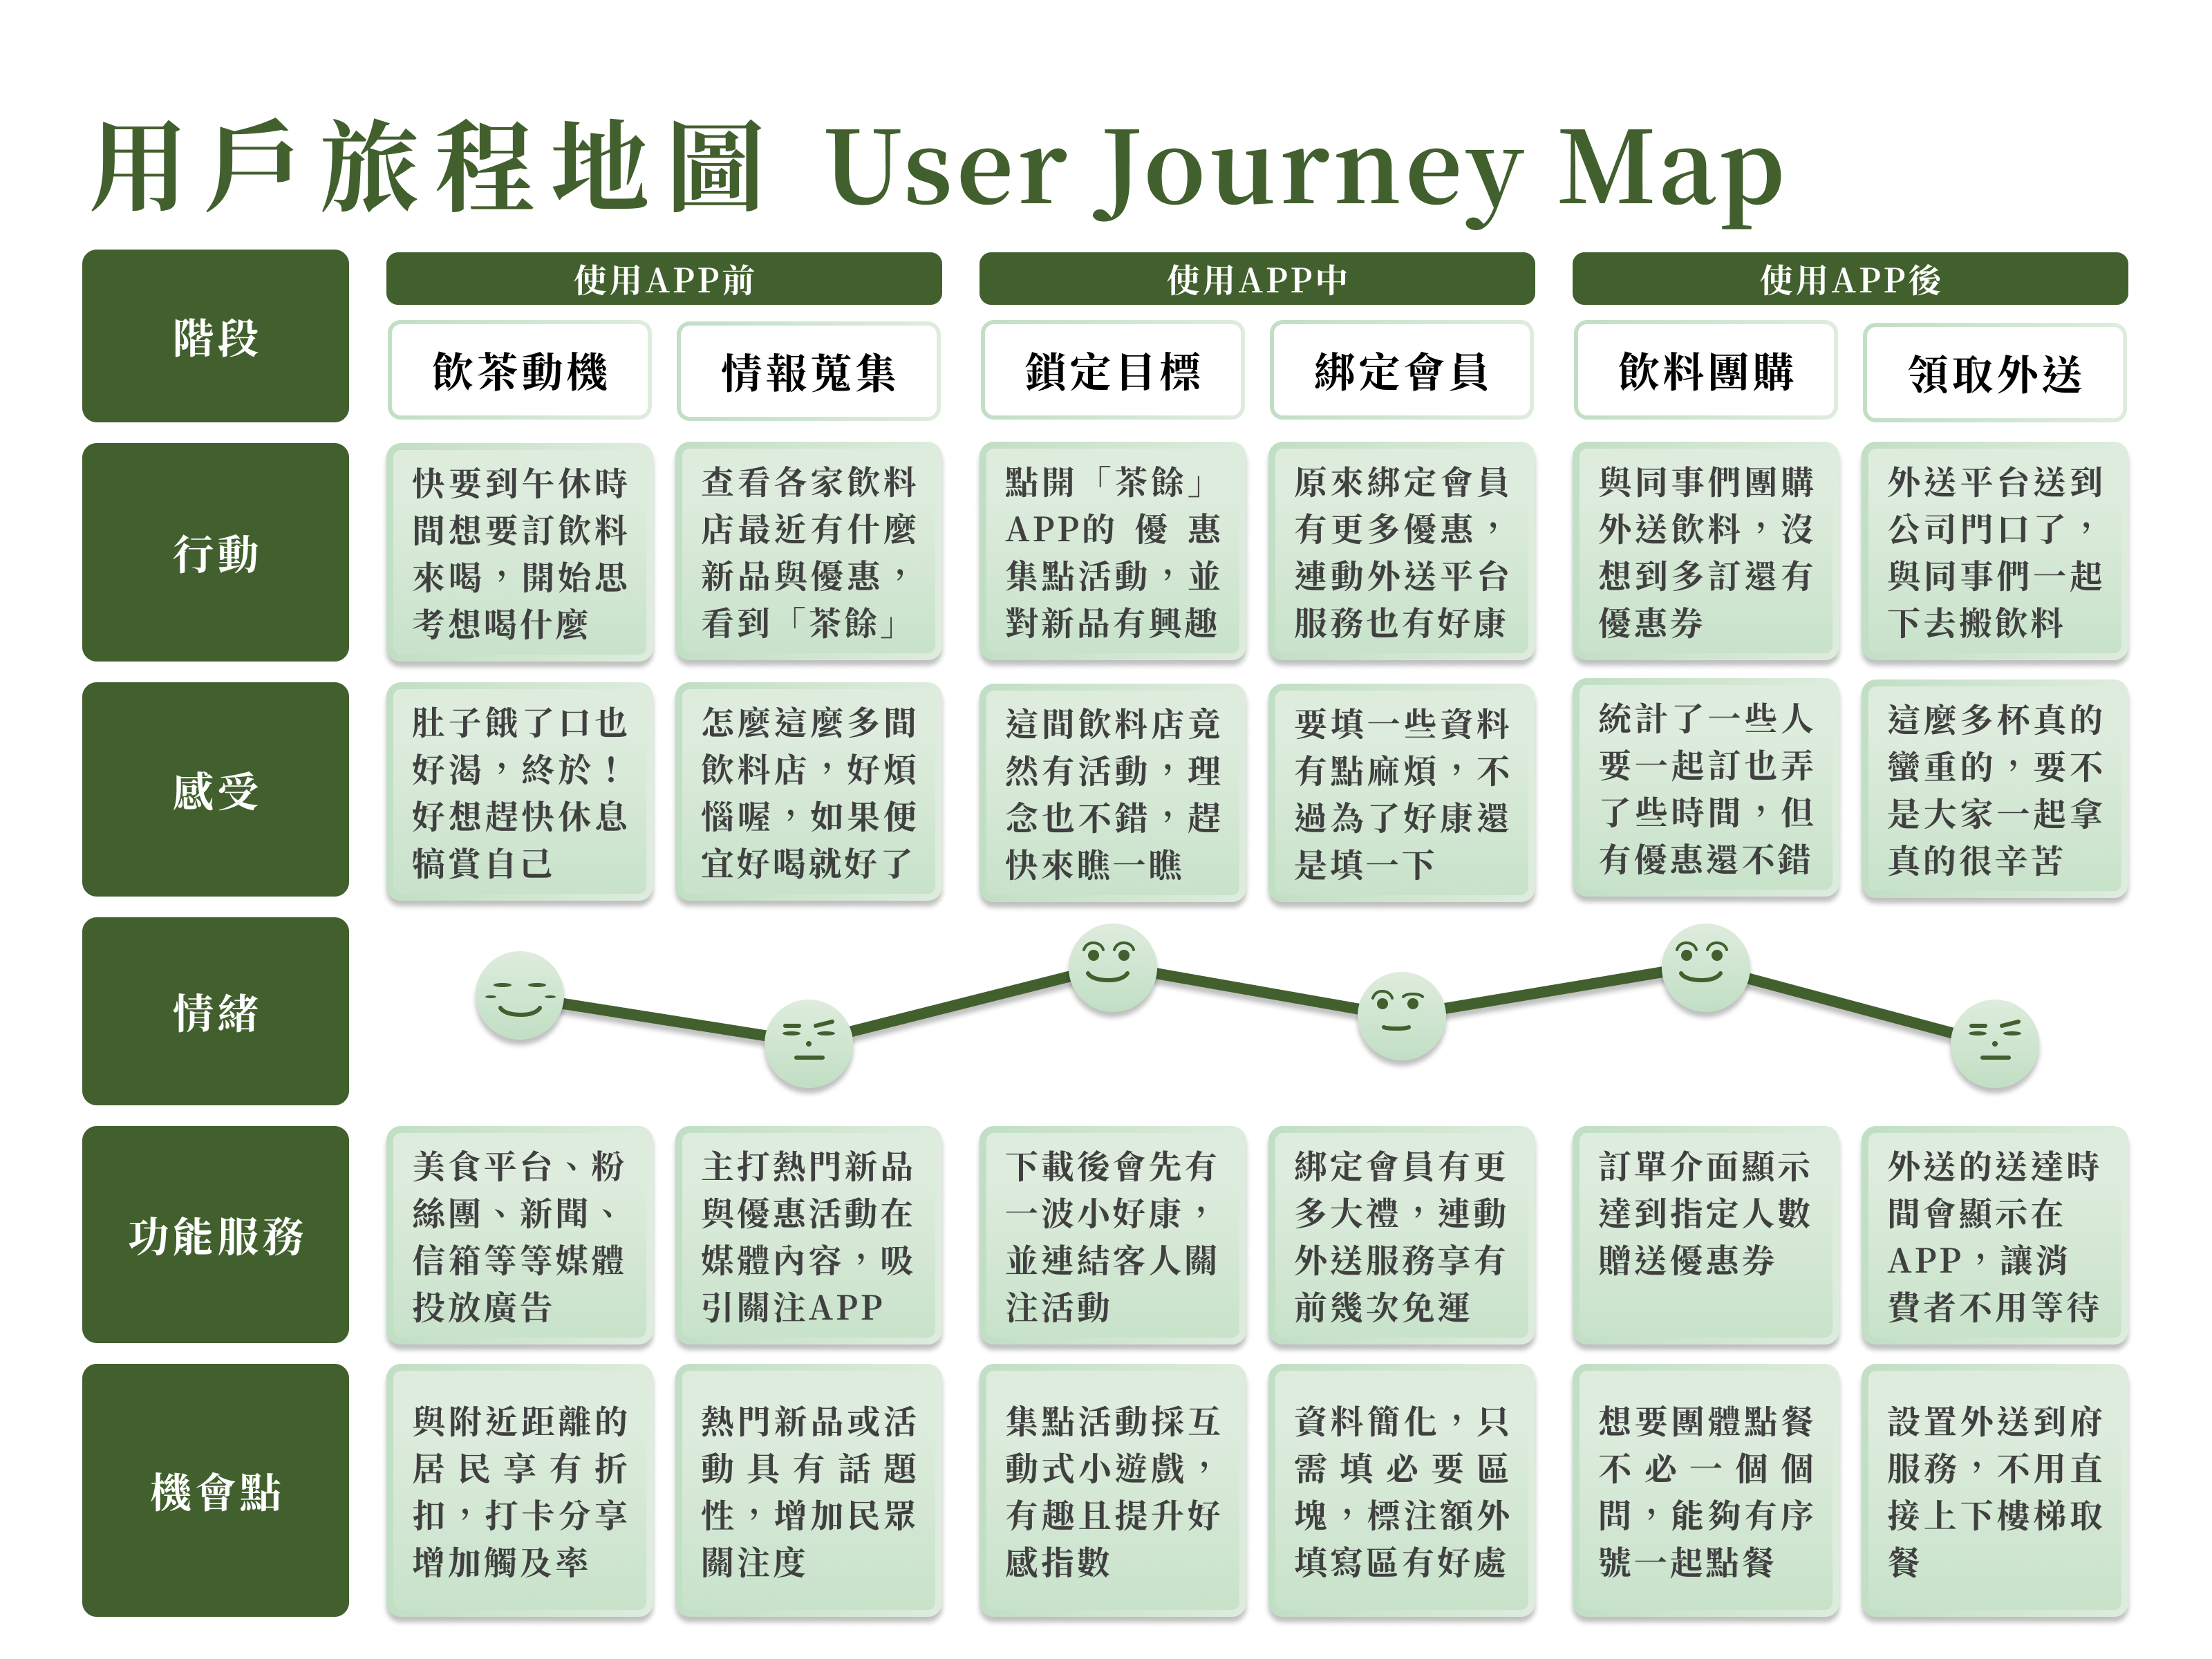 用戶旅程地圖 User Journey Map
階段
使用APP前
使用APP中
使用APP後
飲茶動機
情報蒐集
鎖定目標
綁定會員
飲料團購
領取外送
行動
快要到午休時
間想要訂飲料
來喝，開始思
考想喝什麼
查看各家飲料
店最近有什麼
新品與優惠，
看到「茶餘」
點開「茶餘」
APP的優惠
集點活動，並
對新品有興趣
原來綁定會員
有更多優惠，
連動外送平台
服務也有好康
與同事們團購
外送飲料，沒
想到多訂還有
優惠券
外送平台送到
公司門口了，
與同事們一起
下去搬飲料
感受
肚子餓了口也
好渴，終於！
好想趕快休息
犒賞自己
怎麼這麼多間
飲料店，好煩
惱喔，如果便
宜好喝就好了
這間飲料店竟
然有活動，理
念也不錯，趕
快來瞧一瞧
要填一些資料
有點麻煩，不
過為了好康還
是填一下
統計了一些人
要一起訂也弄
了些時間，但
有優惠還不錯
這麼多杯真的
蠻重的，要不
是大家一起拿
真的很辛苦
情緒
功能服務
美食平台、粉
絲團、新聞、
信箱等等媒體
投放廣告
主打熱門新品
與優惠活動在
媒體內容，吸
引關注APP
下載後會先有
一波小好康，
並連結客人關
注活動
綁定會員有更
多大禮，連動
外送服務享有
前幾次免運
訂單介面顯示
達到指定人數
贈送優惠券
外送的送達時
間會顯示在
APP，讓消
費者不用等待
機會點
與附近距離的
居民享有折
扣，打卡分享
增加觸及率
熱門新品或活
動具有話題
性，增加民眾
關注度
集點活動採互
動式小遊戲，
有趣且提升好
感指數
資料簡化，只
需填必要區
塊，標注額外
填寫區有好處
想要團體點餐
不必一個個
問，能夠有序
號一起點餐
設置外送到府
服務，不用直
接上下樓梯取
餐